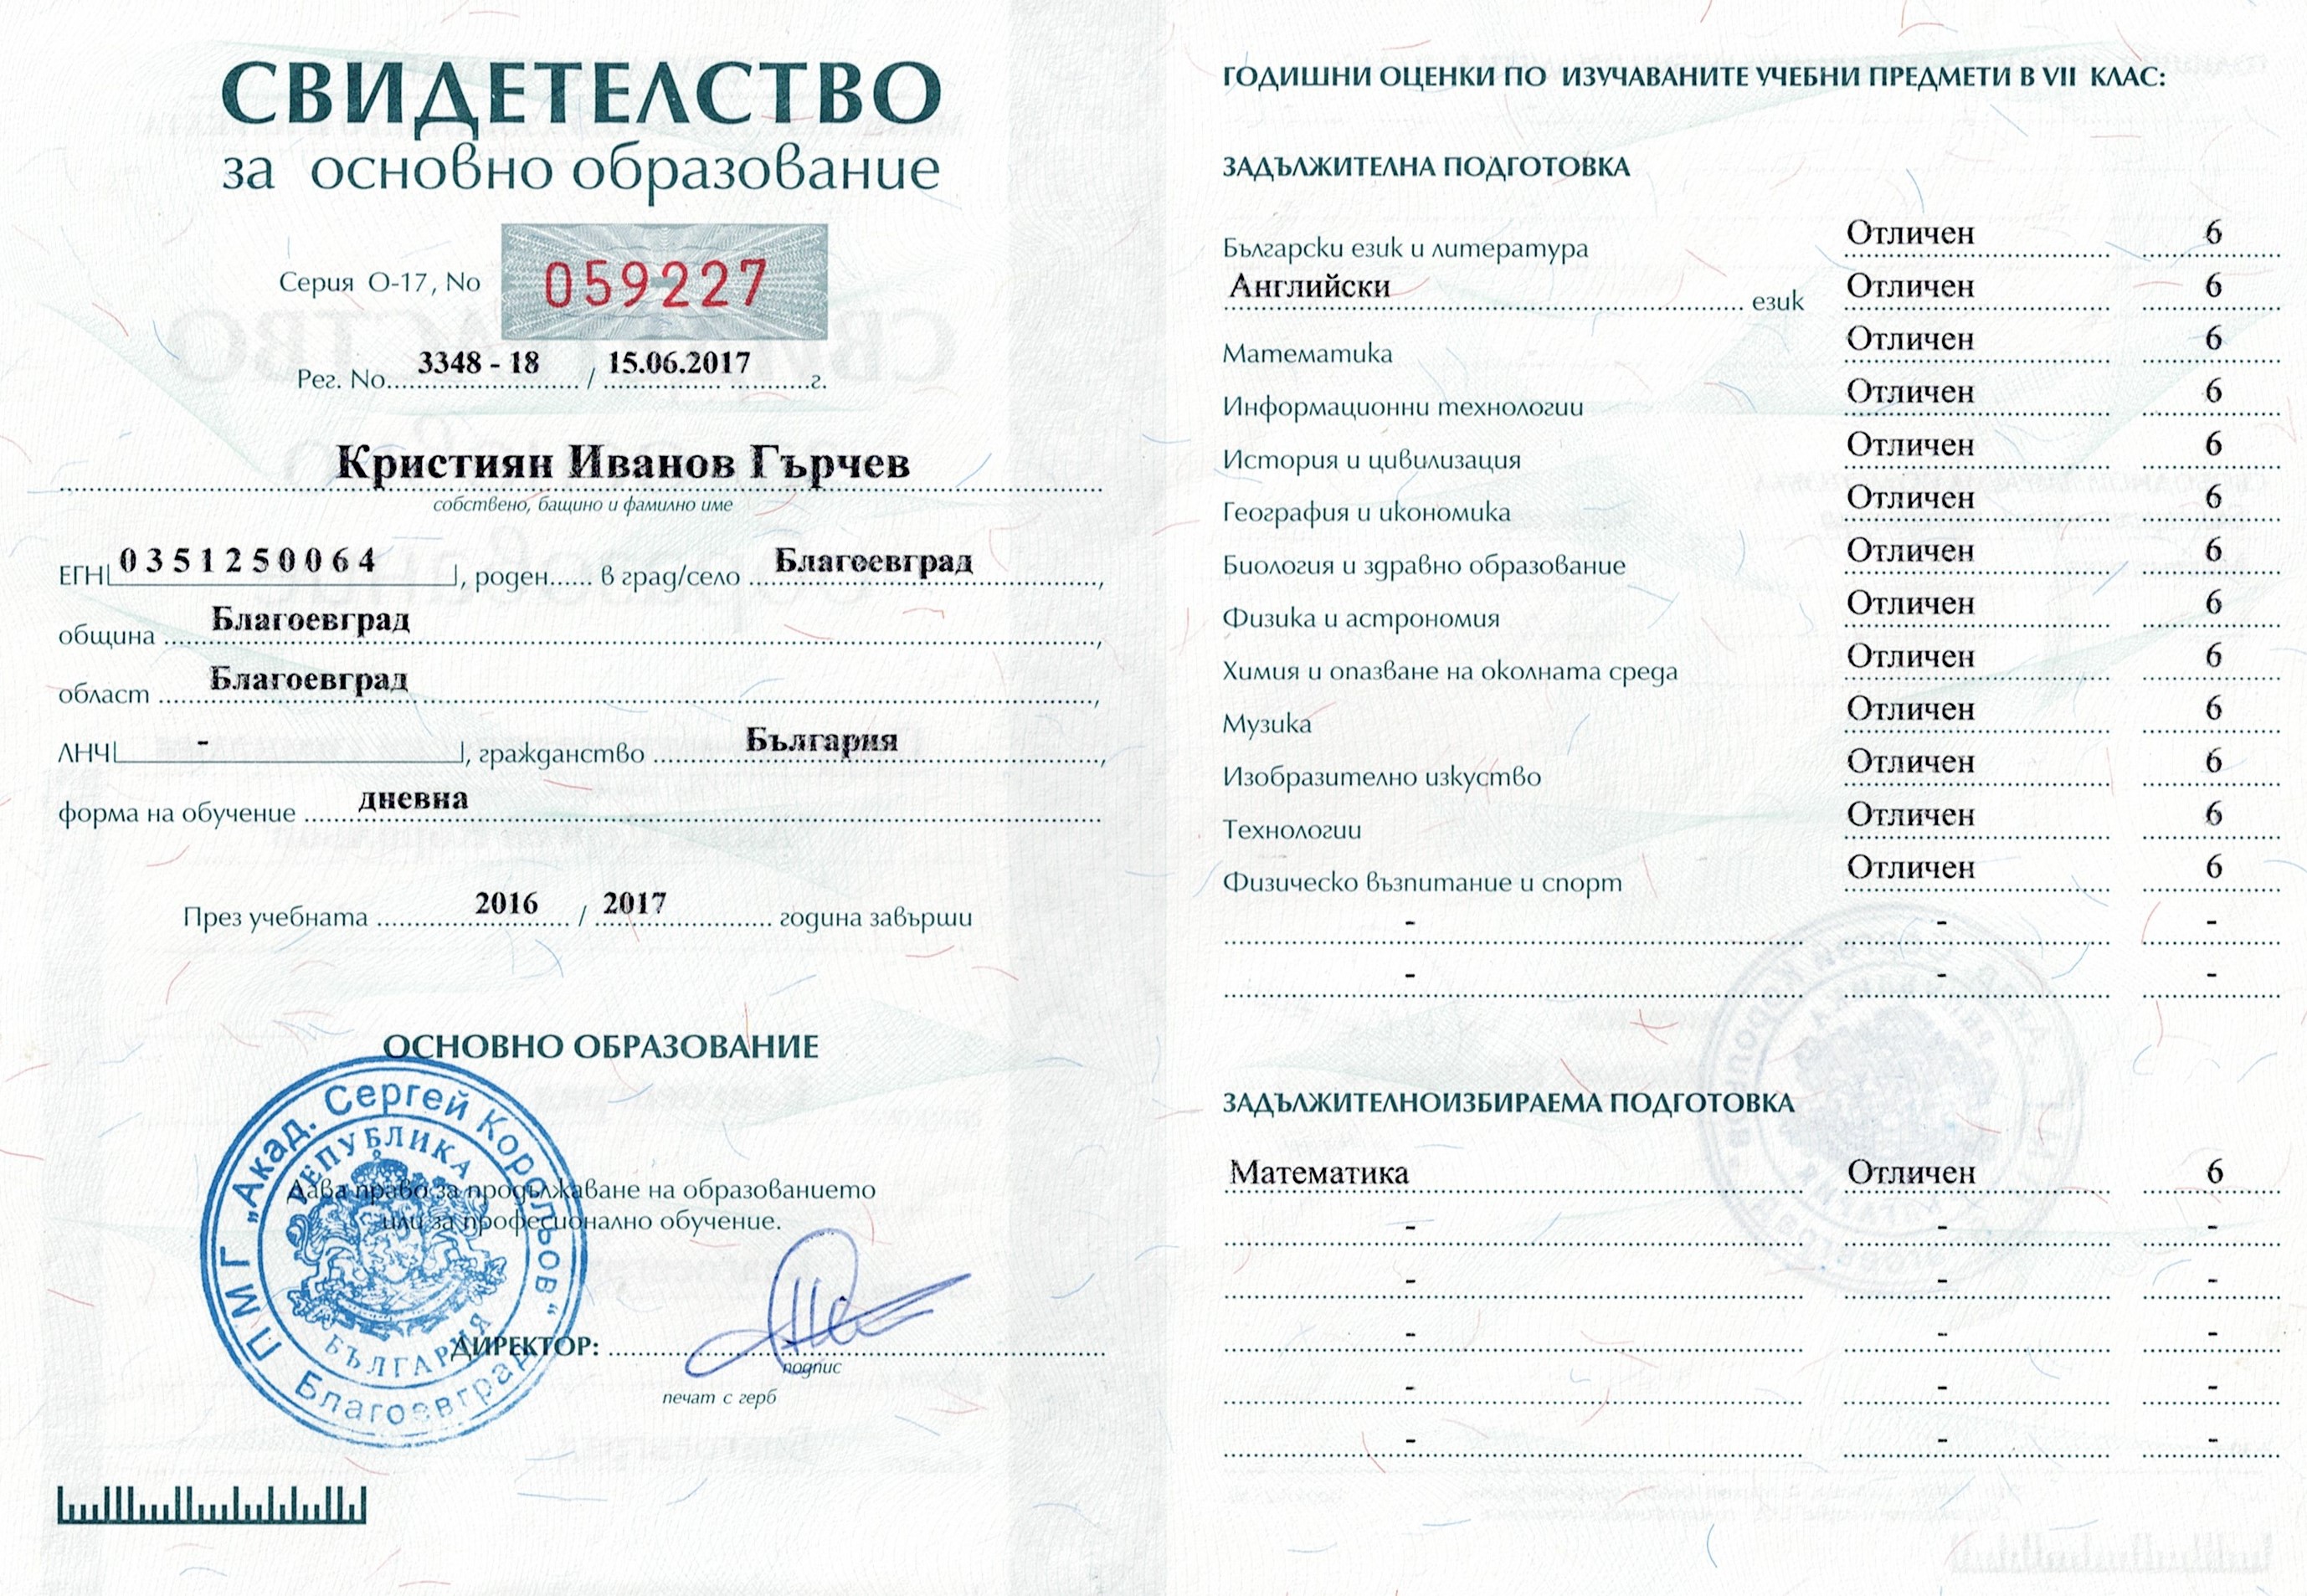 СВИДЕТЕЛСТВО
за основно образование
Серия О-17, No 059227
Рег. No. 3348 - 18 / 15.06.2017 г.
Кристиян Иванов Гърчев
собствено, бащино и фамилно име
ЕГН 0351250064, роден...... в град/село Благоевград,
община Благоевград,
област Благоевград,
ЛНЧ -, гражданство България,
форма на обучение дневна
През учебната 2016 / 2017 година завърши
ОСНОВНО ОБРАЗОВАНИЕ
Дава право за продължаване на образованието
или за професионално обучение.
ДИРЕКТОР:
подпис
печат с герб
ПМГ „Акад. Сергей Корольов“
Благоевград
РЕПУБЛИКА
БЪЛГАРИЯ
ГОДИШНИ ОЦЕНКИ ПО ИЗУЧАВАНИТЕ УЧЕБНИ ПРЕДМЕТИ В VII КЛАС:
ЗАДЪЛЖИТЕЛНА ПОДГОТОВКА
Български език и литература Отличен 6
Английски език Отличен 6
Математика Отличен 6
Информационни технологии Отличен 6
История и цивилизация Отличен 6
География и икономика Отличен 6
Биология и здравно образование Отличен 6
Физика и астрономия Отличен 6
Химия и опазване на околната среда Отличен 6
Музика Отличен 6
Изобразително изкуство Отличен 6
Технологии Отличен 6
Физическо възпитание и спорт Отличен 6
- - -
- - -
ЗАДЪЛЖИТЕЛНОИЗБИРАЕМА ПОДГОТОВКА
Математика Отличен 6
- - -
- - -
- - -
- - -
- - -